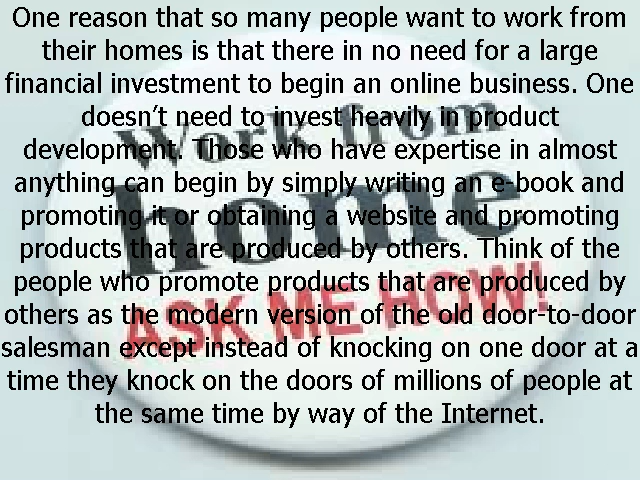 One reason that so many people want to work from
their homes is that there in no need for a large
financial investment to begin an online business. One
doesn't need to invest heavily in product
development. Those who have expertise in almost
anything can begin by simply writing an e-book and
promoting it or obtaining a website and promoting
products that are produced by others. Think of the
people who promote products that are produced by
others as the modern version of the old door-to-door
salesman except instead of knocking on one door at a
time they knock on the doors of millions of people at
the same time by way of the Internet.
Work from
home
ASK ME HOW!